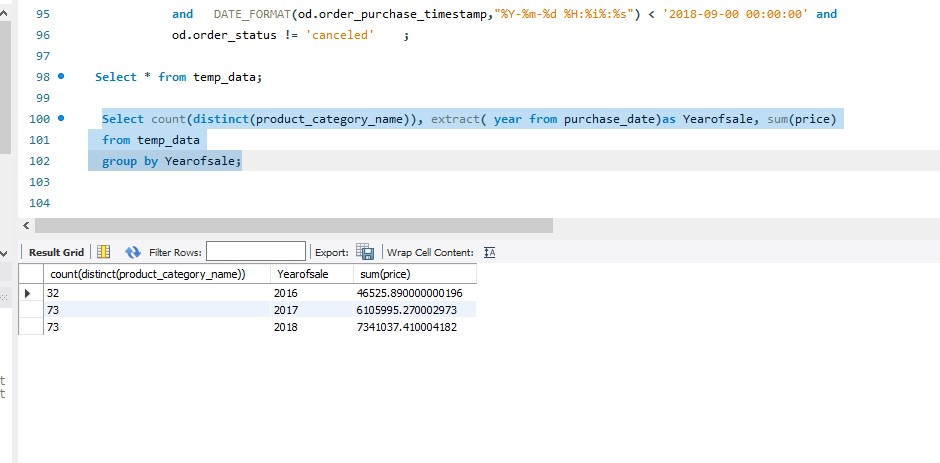 95 and DATE_FORMAT(od.order_purchase_timestamp,"%Y-%m-%d %H:%i:%s") < '2018-09-00 00:00:00' and
96 od.order_status != 'canceled' ;
97
98 Select * from temp_data;
99
100 Select count(distinct(product_category_name)), extract( year from purchase_date)as Yearofsale, sum(price)
101 from temp_data
102 group by Yearofsale;
103
104
Result Grid Filter Rows: Export: Wrap Cell Content: IA
count(distinct(product_category_name)) Yearofsale sum(price)
32 2016 46525.890000000196
73 2017 6105995.270002973
73 2018 7341037.410004182
t
t